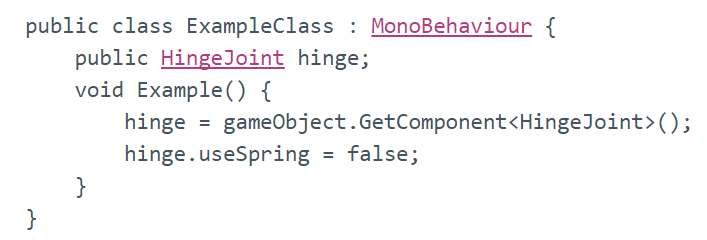 public class ExampleClass : MonoBehaviour {
    public HingeJoint hinge;
    void Example() {
        hinge = gameObject.GetComponent<HingeJoint>();
        hinge.useSpring = false;
    }
}